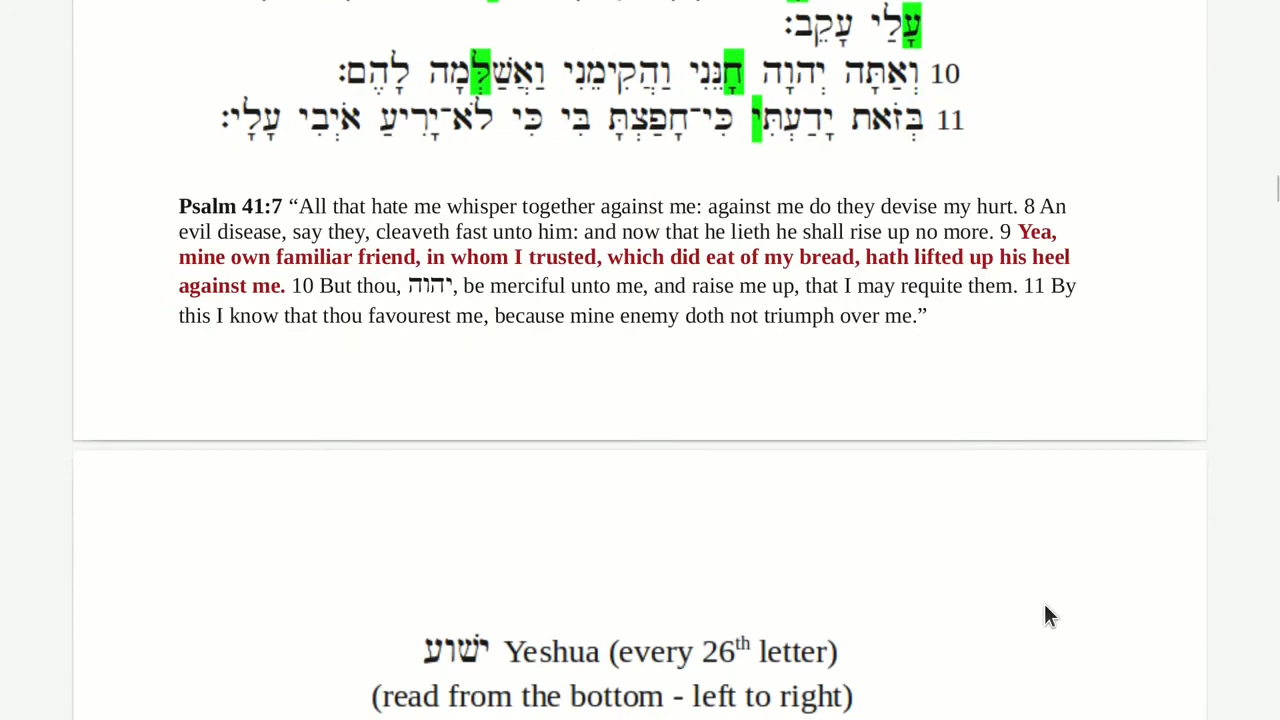 עָלַי עָקֵב׃
10 וְאַתָּה יְהוָה חָנֵּנִי וַהֲקִימֵנִי וַאֲשַׁלְּמָה לָהֶם׃
11 בְּזֹאת יָדַעְתִּי כִּי־חָפַצְתָּ בִּי כִּי לֹא־יָרִיעַ אֹיְבִי עָלָי׃
Psalm 41:7 “All that hate me whisper together against me: against me do they devise my hurt. 8 An
evil disease, say they, cleaveth fast unto him: and now that he lieth he shall rise up no more. 9 Yea,
mine own familiar friend, in whom I trusted, which did eat of my bread, hath lifted up his heel
against me. 10 But thou, יהוה, be merciful unto me, and raise me up, that I may requite them. 11 By
this I know that thou favourest me, because mine enemy doth not triumph over me.”
יֹשׁוע Yeshua (every 26th letter)
(read from the bottom - left to right)